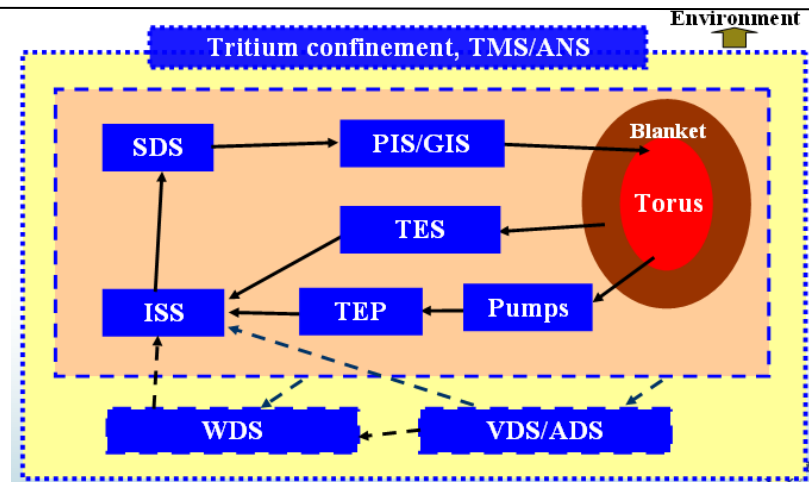 Environment
Tritium confinement, TMS/ANS
SDS
PIS/GIS
Blanket
Torus
TES
ISS
TEP
Pumps
WDS
VDS/ADS